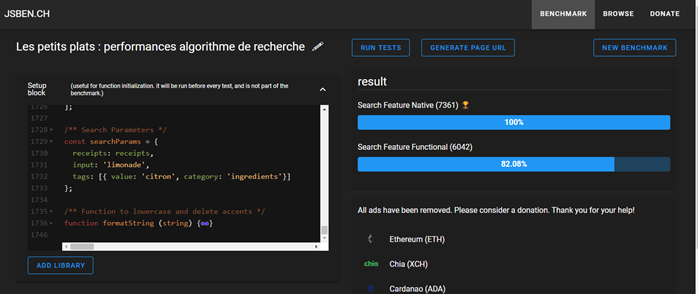 JSBEN.CH
BENCHMARK BROWSE DONATE
Les petits plats : performances algorithme de recherche
RUN TESTS GENERATE PAGE URL NEW BENCHMARK
Setup block (useful for function initialization. it will be run before every test, and is not part of the benchmark.)
1726 ];
1727
1728 /** Search Parameters */
1729 const searchParams = {
1730 receipts: receipts,
1731 input: 'limonade',
1732 tags: [{ value: 'citron', category: 'ingredients'}]
1733 };
1734
1735 /** Function to lowercase and delete accents */
1736 function formatString (string) {
1746
ADD LIBRARY
result
Search Feature Native (7361) 🏆
100%
Search Feature Functional (6042)
82.08%
All ads have been removed. Please consider a donation. Thank you for your help!
Ethereum (ETH)
chia Chia (XCH)
Cardanao (ADA)